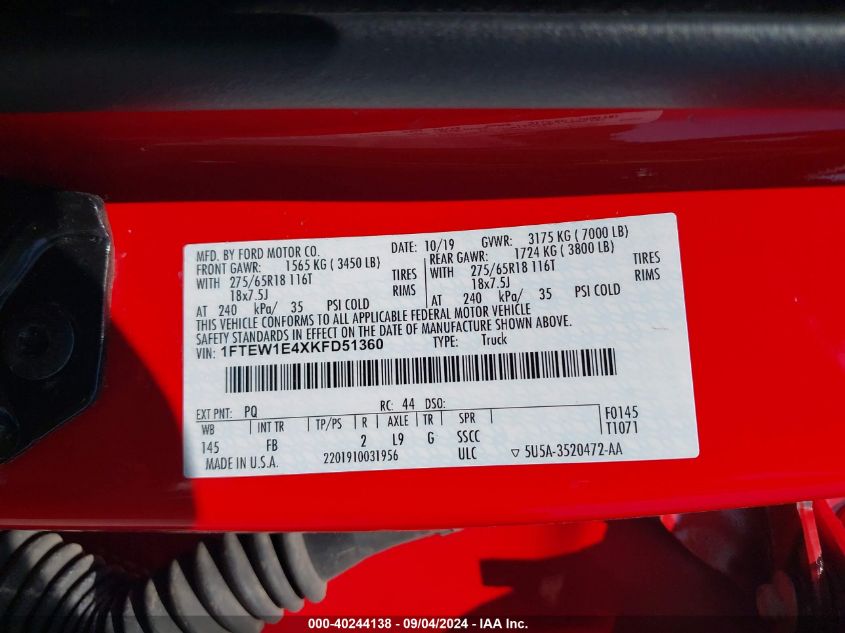 MFD. BY FORD MOTOR CO. DATE: 10/19 GVWR: 3175 KG ( 7000 LB)
FRONT GAWR: 1565 KG ( 3450 LB) REAR GAWR: 1724 KG ( 3800 LB)
WITH 275/65R18 116T TIRES WITH 275/65R18 116T TIRES
18x7.5J RIMS 18x7.5J RIMS
AT 240 kPa/ 35 PSI COLD AT 240 kPa/ 35 PSI COLD
THIS VEHICLE CONFORMS TO ALL APPLICABLE FEDERAL MOTOR VEHICLE
SAFETY STANDARDS IN EFFECT ON THE DATE OF MANUFACTURE SHOWN ABOVE.
VIN: 1FTEW1E4XKFD51360 TYPE: Truck
EXT PNT: PQ RC: 44 DSO: F0145
WB INT TR TP/PS R AXLE TR SPR T1071
145 FB 2 L9 G SSCC
MADE IN U.S.A. 2201910031956 ULC ▽ 5U5A-3520472-AA
000-40244138 - 09/04/2024 - IAA Inc.